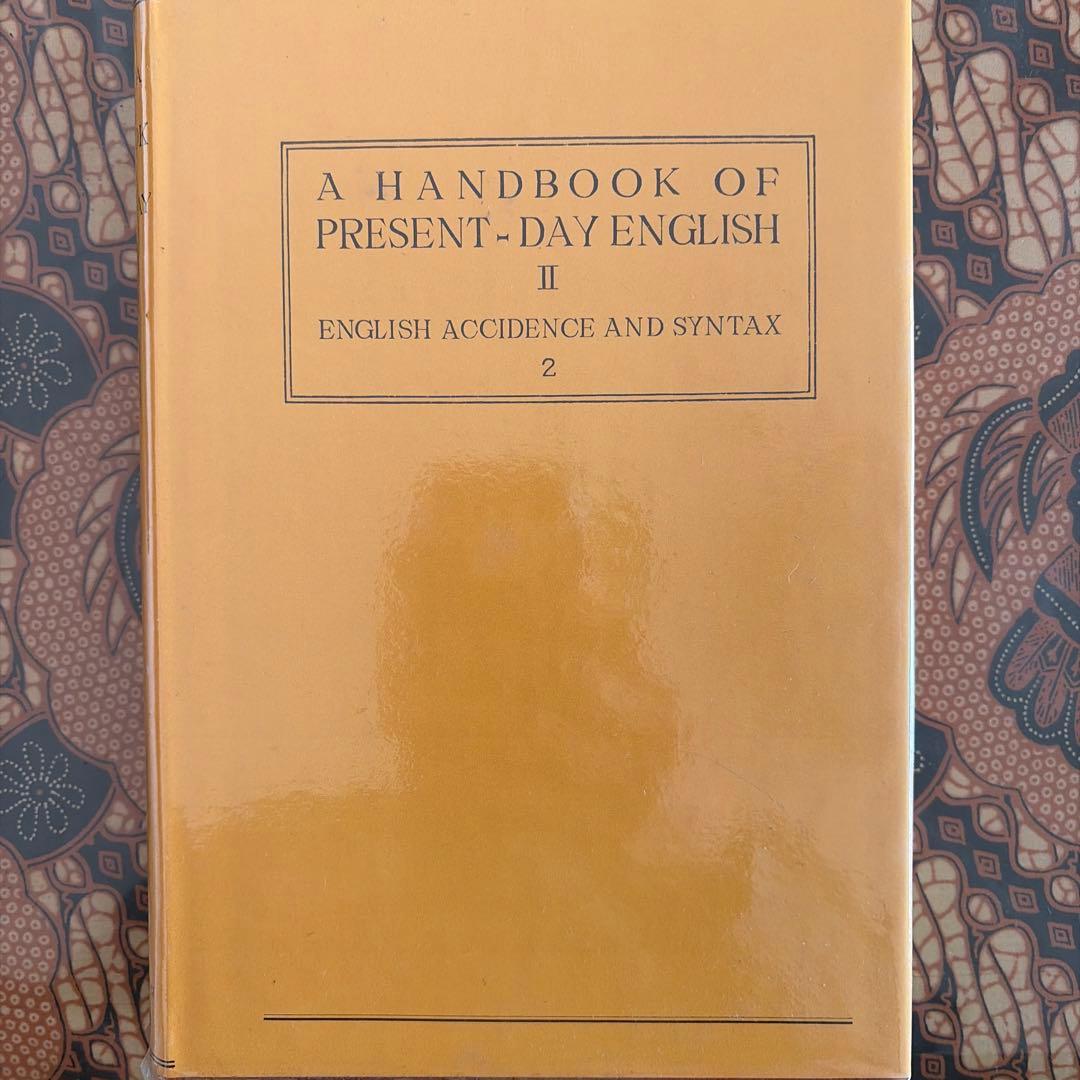 A HANDBOOK OF
PRESENT-DAY ENGLISH
II
ENGLISH ACCIDENCE AND SYNTAX
2